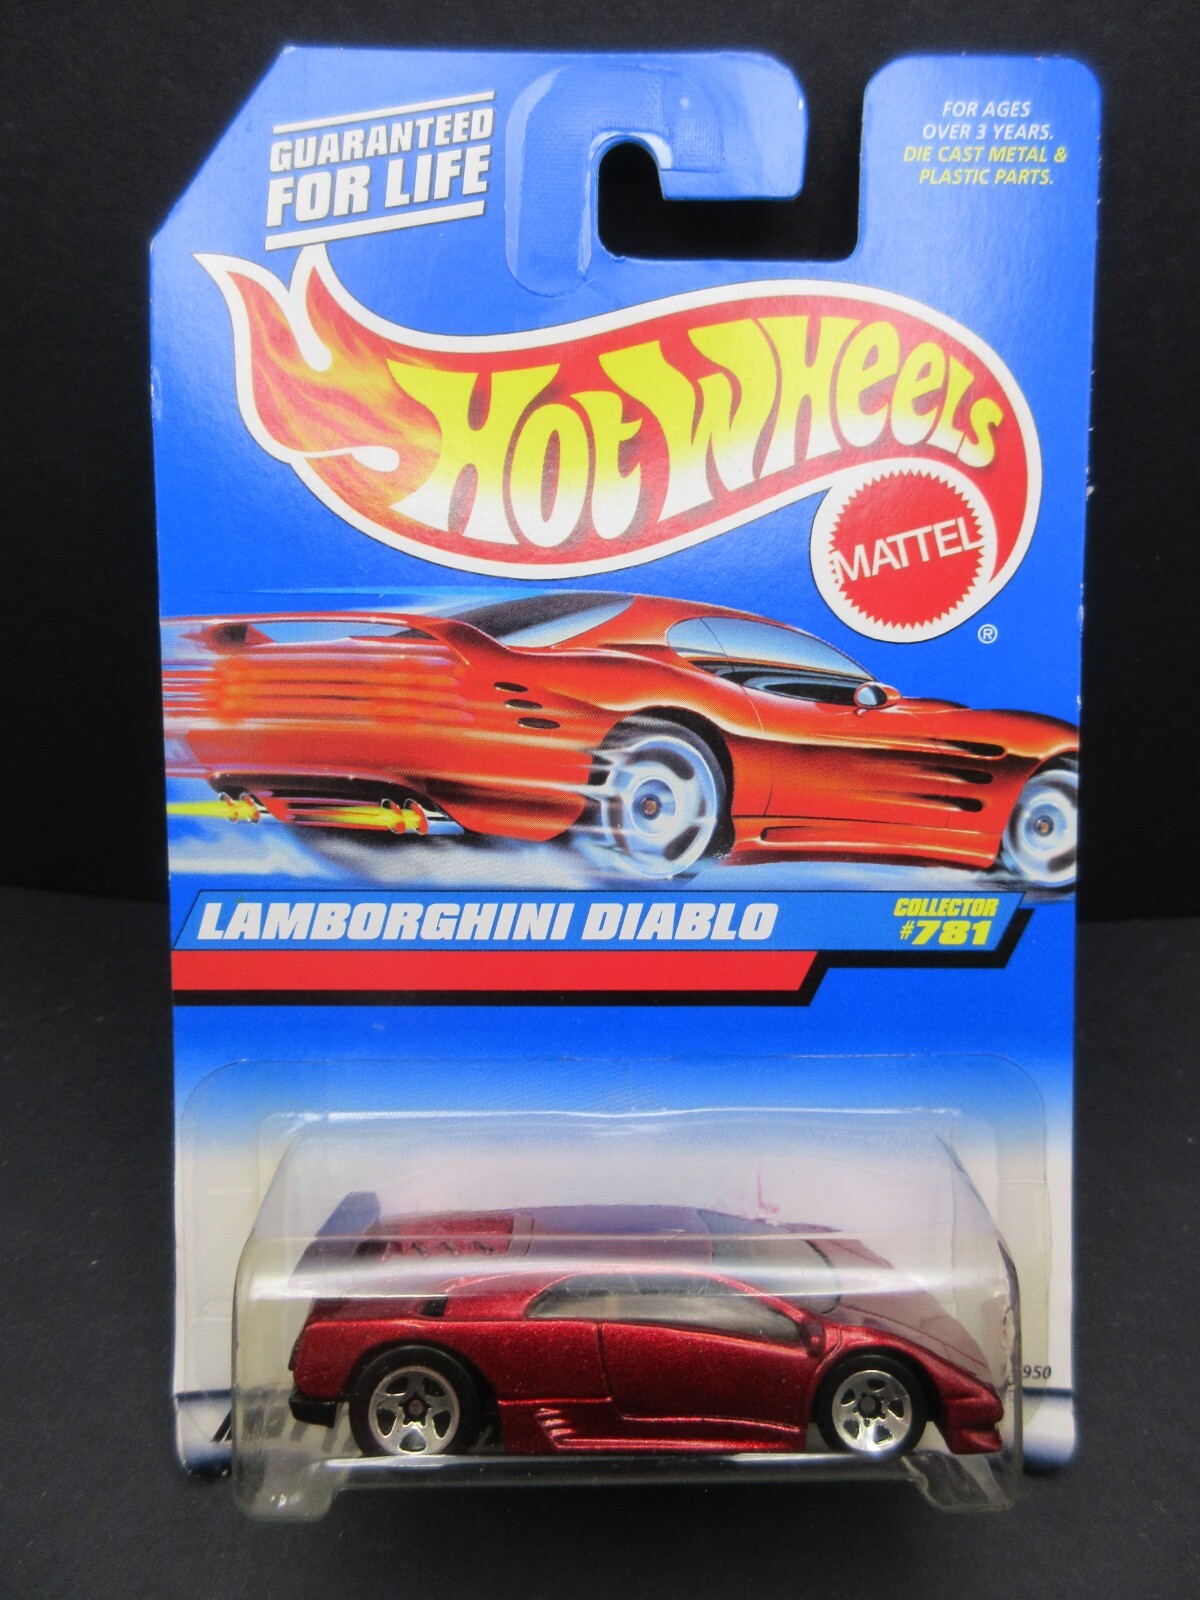 GUARANTEED
FOR LIFE
FOR AGES
OVER 3 YEARS.
DIE CAST METAL &
PLASTIC PARTS.
HOT WHEELS
MATTEL
®
LAMBORGHINI DIABLO
COLLECTOR
#781
950